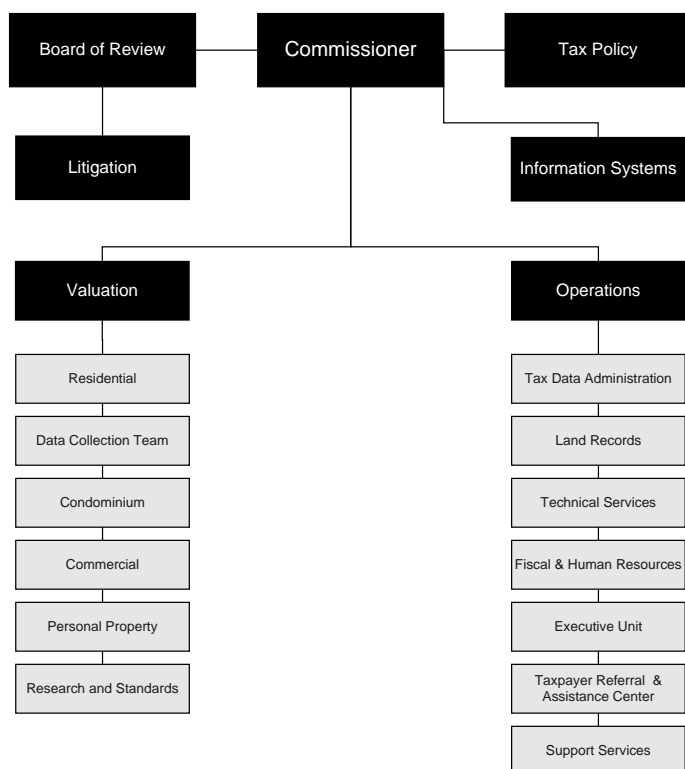 Board of Review
Commissioner
Tax Policy
Litigation
Information Systems
Valuation
Operations
Residential
Tax Data Administration
Data Collection Team
Land Records
Condominium
Technical Services
Commercial
Fiscal & Human Resources
Personal Property
Executive Unit
Research and Standards
Taxpayer Referral &
Assistance Center
Support Services